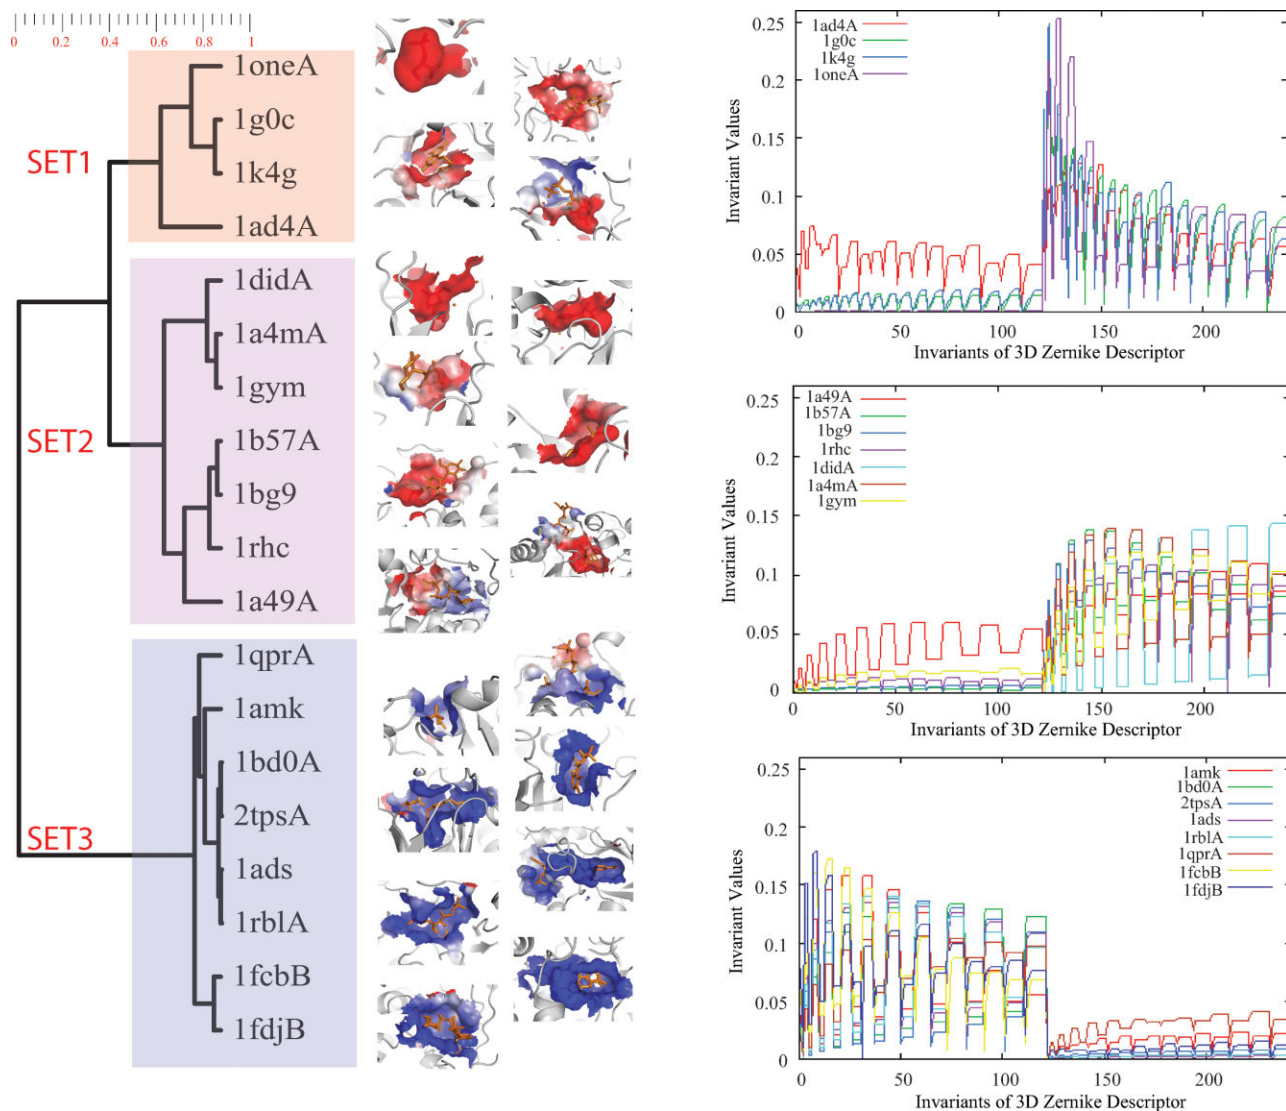 0 0.2 0.4 0.6 0.8 1
SET1
1oneA
1g0c
1k4g
1ad4A
SET2
1didA
1a4mA
1gym
1b57A
1bg9
1rhc
1a49A
SET3
1qprA
1amk
1bd0A
2tpsA
1ads
1rblA
1fcbB
1fdjB
Invariant Values
0.25
0.2
0.15
0.1
0.05
0
1ad4A
1g0c
1k4g
1oneA
0 50 100 150 200
Invariants of 3D Zernike Descriptor
Invariant Values
0.25
0.2
0.15
0.1
0.05
0
1a49A
1b57A
1bg9
1rhc
1didA
1a4mA
1gym
0 50 100 150 200
Invariants of 3D Zernike Descriptor
Invariant Values
0.25
0.2
0.15
0.1
0.05
0
1amk
1bd0A
2tpsA
1ads
1rblA
1qprA
1fcbB
1fdjB
0 50 100 150 200
Invariants of 3D Zernike Descriptor